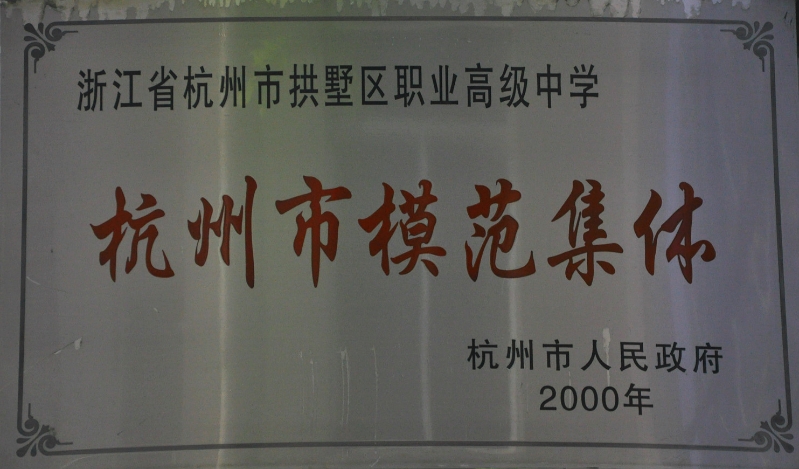 浙江省杭州市拱墅区职业高级中学
杭州市模范集体
杭州市人民政府
2000年